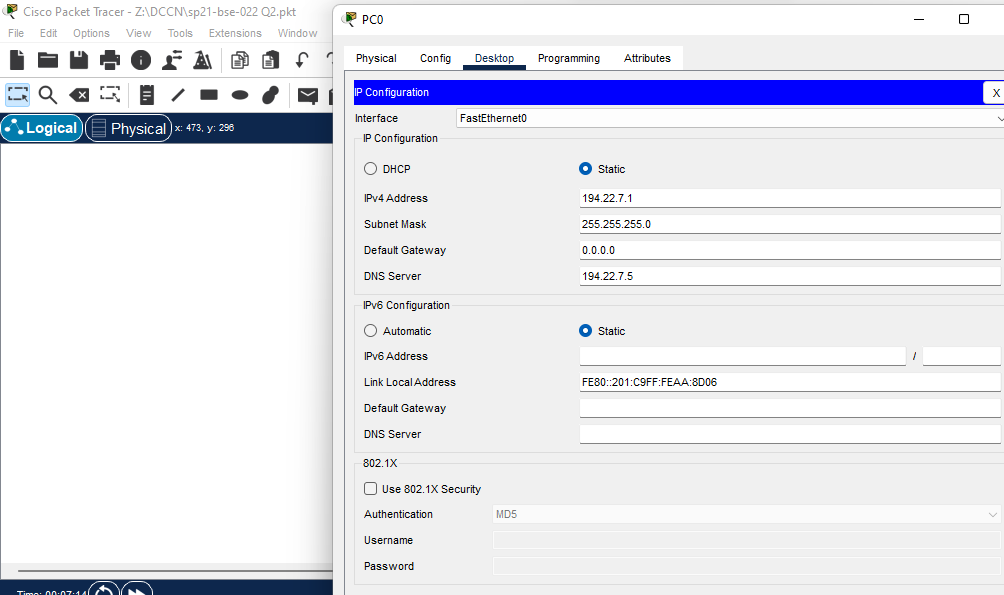 Cisco Packet Tracer - Z:\DCCN\sp21-bse-022 Q2.pkt
File Edit Options View Tools Extensions Window
Logical Physical x: 473, y: 296
Time: 00:07:14
PC0
Physical Config Desktop Programming Attributes
IP Configuration X
Interface FastEthernet0
IP Configuration
DHCP Static
IPv4 Address 194.22.7.1
Subnet Mask 255.255.255.0
Default Gateway 0.0.0.0
DNS Server 194.22.7.5
IPv6 Configuration
Automatic Static
IPv6 Address /
Link Local Address FE80::201:C9FF:FEAA:8D06
Default Gateway
DNS Server
802.1X
Use 802.1X Security
Authentication MD5
Username
Password